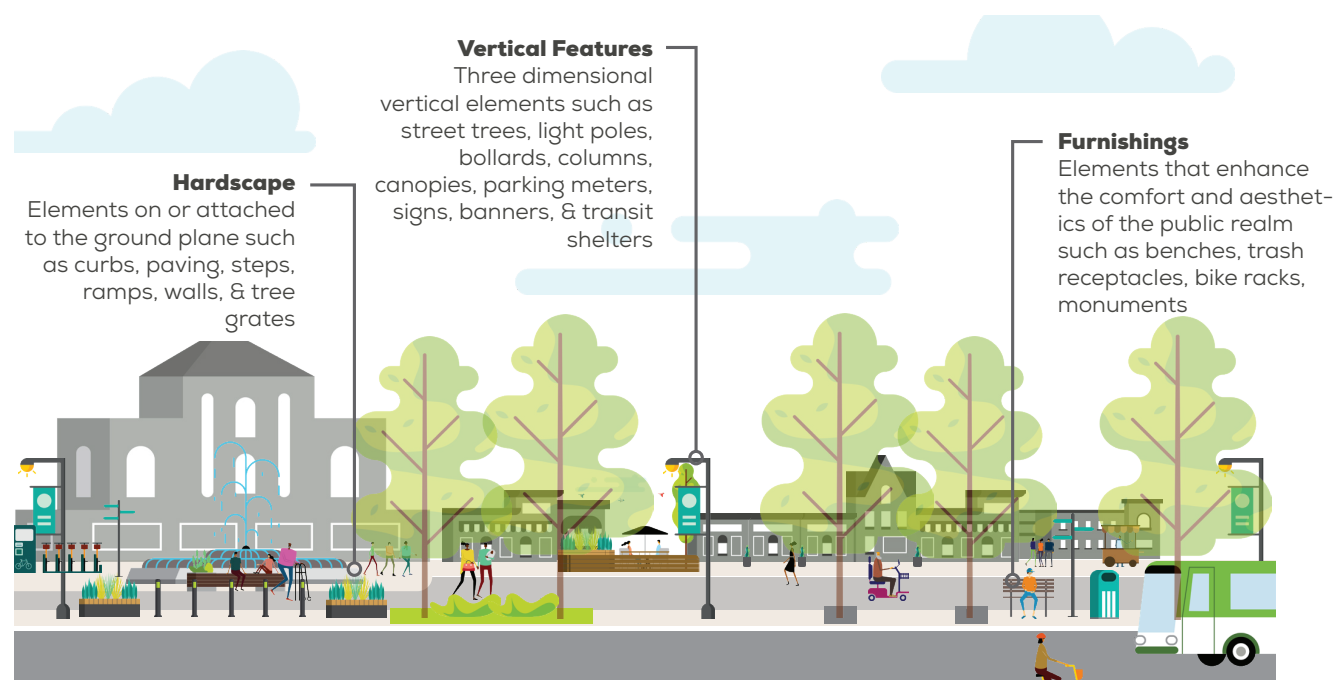 Vertical Features
Three dimensional
vertical elements such as
street trees, light poles,
bollards, columns,
canopies, parking meters,
signs, banners, & transit
shelters
Hardscape
Elements on or attached
to the ground plane such
as curbs, paving, steps,
ramps, walls, & tree
grates
Furnishings
Elements that enhance
the comfort and aesthet-
ics of the public realm
such as benches, trash
receptacles, bike racks,
monuments